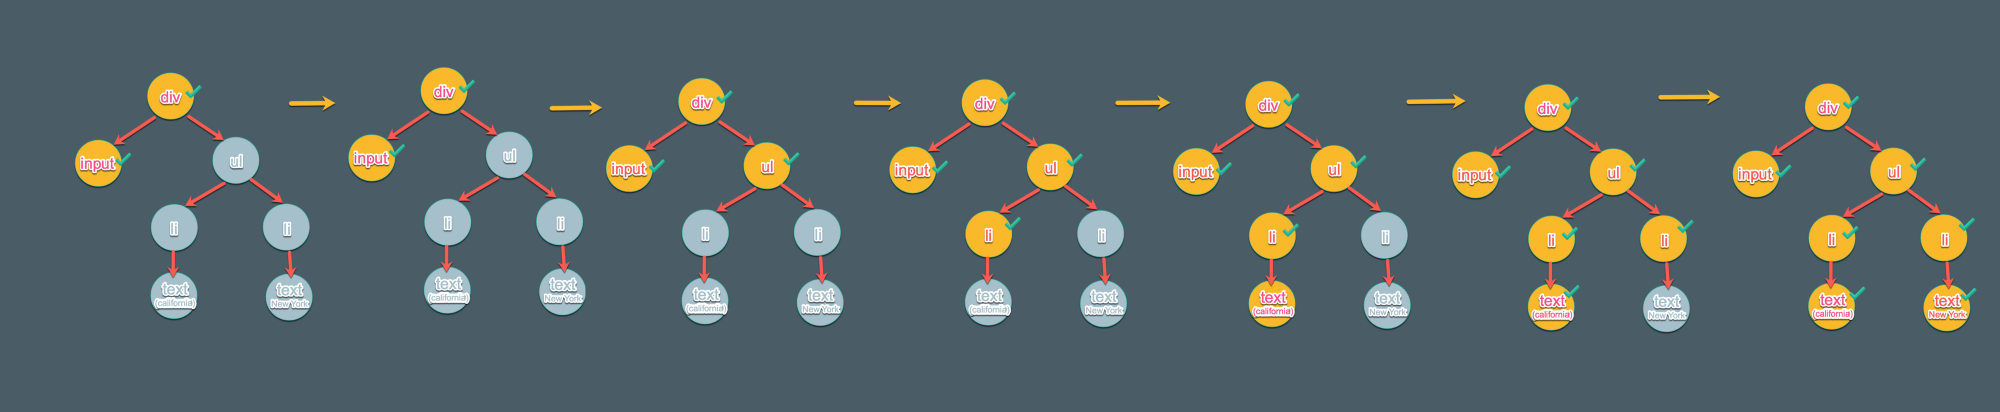 div
input
ul
li
li
text
(california)
text
New York
div
input
ul
li
li
text
(california)
text
New York
div
input
ul
li
li
text
(california)
text
New York
div
input
ul
li
li
text
(california)
text
New York
div
input
ul
li
li
text
(california)
text
New York
div
input
ul
li
li
text
(california)
text
New York
div
input
ul
li
li
text
(california)
text
New York